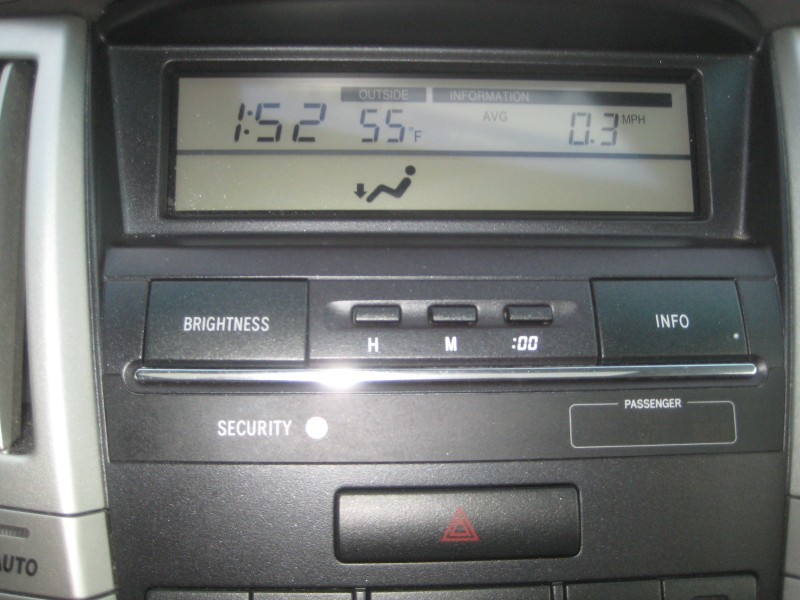 OUTSIDE INFORMATION
1:52 55°F AVG 0.3 MPH
BRIGHTNESS
H M :00
INFO
SECURITY
PASSENGER
AUTO